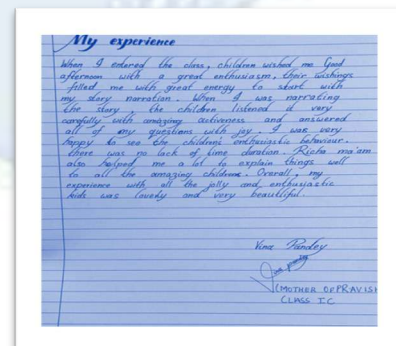 My experience
When I entered the class, children wished me Good
afternoon with a great enthusiasm, their wishings
filled me with great energy to start with
my story narration. When I was narrating
the story the children listened it very
carefully with amazing activeness and answered
all of my questions with joy. I was very
happy to see the children's enthusiastic behaviour.
there was no lack of time duration. Richa ma'am
also helped me a lot to explain things well
to all the amazing children. Overall, my
experience with all the jolly and enthusiastic
kids was lovely and very beautiful.
Vina Pandey
(MOTHER OF PRAVISH
CLASS I.C